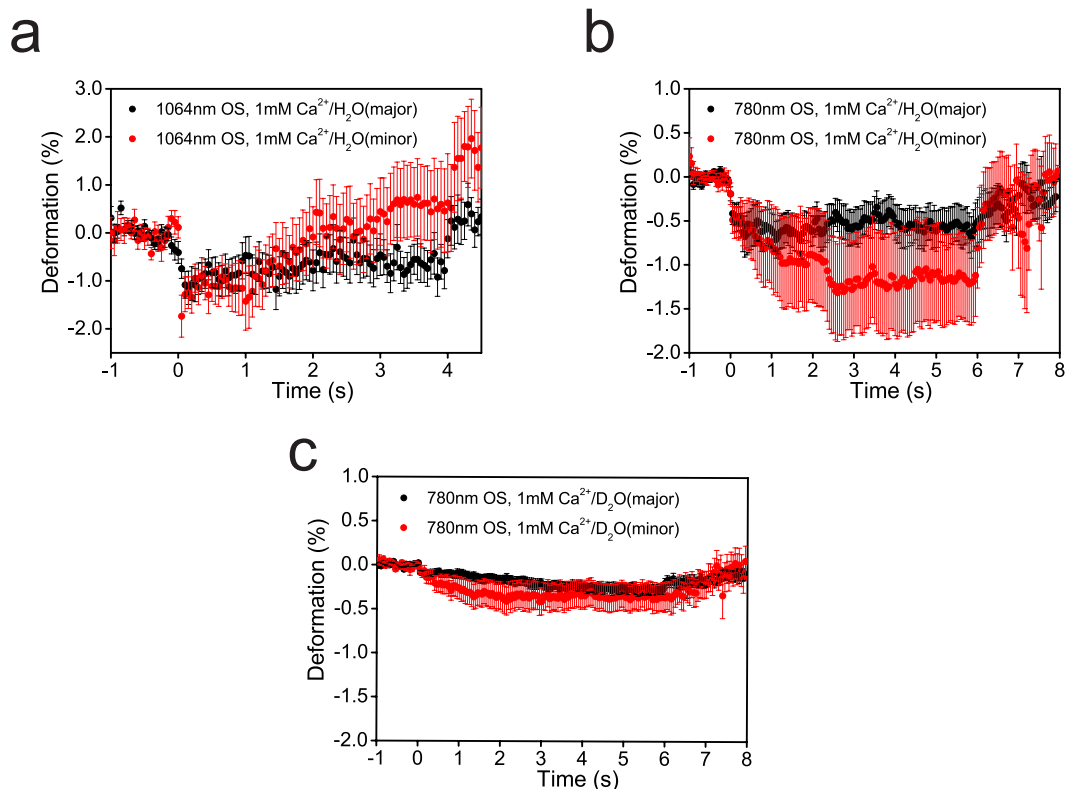 a
3.0
2.0
1.0
0.0
-1.0
-2.0
Deformation (%)
1064nm OS, 1mM Ca²⁺/H₂O(major)
1064nm OS, 1mM Ca²⁺/H₂O(minor)
-1 0 1 2 3 4
Time (s)
b
1.0
0.5
0.0
-0.5
-1.0
-1.5
-2.0
Deformation (%)
780nm OS, 1mM Ca²⁺/H₂O(major)
780nm OS, 1mM Ca²⁺/H₂O(minor)
-1 0 1 2 3 4 5 6 7 8
Time (s)
c
1.0
0.5
0.0
-0.5
-1.0
-1.5
-2.0
Deformation (%)
780nm OS, 1mM Ca²⁺/D₂O(major)
780nm OS, 1mM Ca²⁺/D₂O(minor)
-1 0 1 2 3 4 5 6 7 8
Time (s)